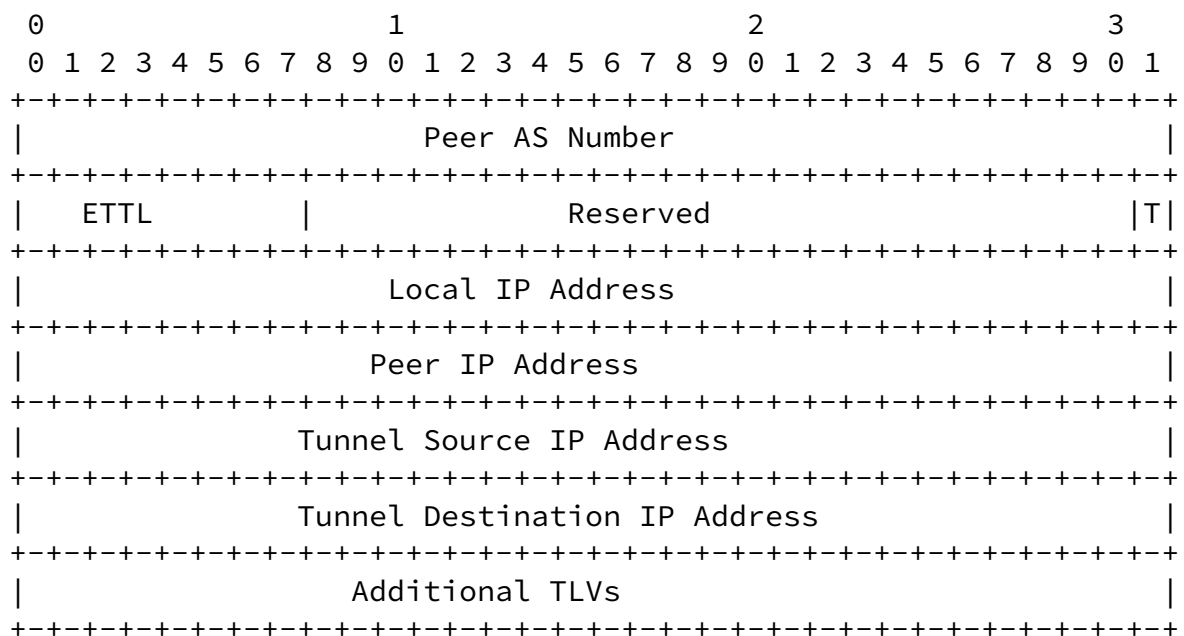 0                   1                   2                   3
 0 1 2 3 4 5 6 7 8 9 0 1 2 3 4 5 6 7 8 9 0 1 2 3 4 5 6 7 8 9 0 1
+-+-+-+-+-+-+-+-+-+-+-+-+-+-+-+-+-+-+-+-+-+-+-+-+-+-+-+-+-+-+-+-+
|                      Peer AS Number                           |
+-+-+-+-+-+-+-+-+-+-+-+-+-+-+-+-+-+-+-+-+-+-+-+-+-+-+-+-+-+-+-+-+
|   ETTL        |              Reserved                       |T|
+-+-+-+-+-+-+-+-+-+-+-+-+-+-+-+-+-+-+-+-+-+-+-+-+-+-+-+-+-+-+-+-+
|                    Local IP Address                           |
+-+-+-+-+-+-+-+-+-+-+-+-+-+-+-+-+-+-+-+-+-+-+-+-+-+-+-+-+-+-+-+-+
|                   Peer IP Address                             |
+-+-+-+-+-+-+-+-+-+-+-+-+-+-+-+-+-+-+-+-+-+-+-+-+-+-+-+-+-+-+-+-+
|               Tunnel Source IP Address                        |
+-+-+-+-+-+-+-+-+-+-+-+-+-+-+-+-+-+-+-+-+-+-+-+-+-+-+-+-+-+-+-+-+
|               Tunnel Destination IP Address                   |
+-+-+-+-+-+-+-+-+-+-+-+-+-+-+-+-+-+-+-+-+-+-+-+-+-+-+-+-+-+-+-+-+
|                  Additional TLVs                              |
+-+-+-+-+-+-+-+-+-+-+-+-+-+-+-+-+-+-+-+-+-+-+-+-+-+-+-+-+-+-+-+-+